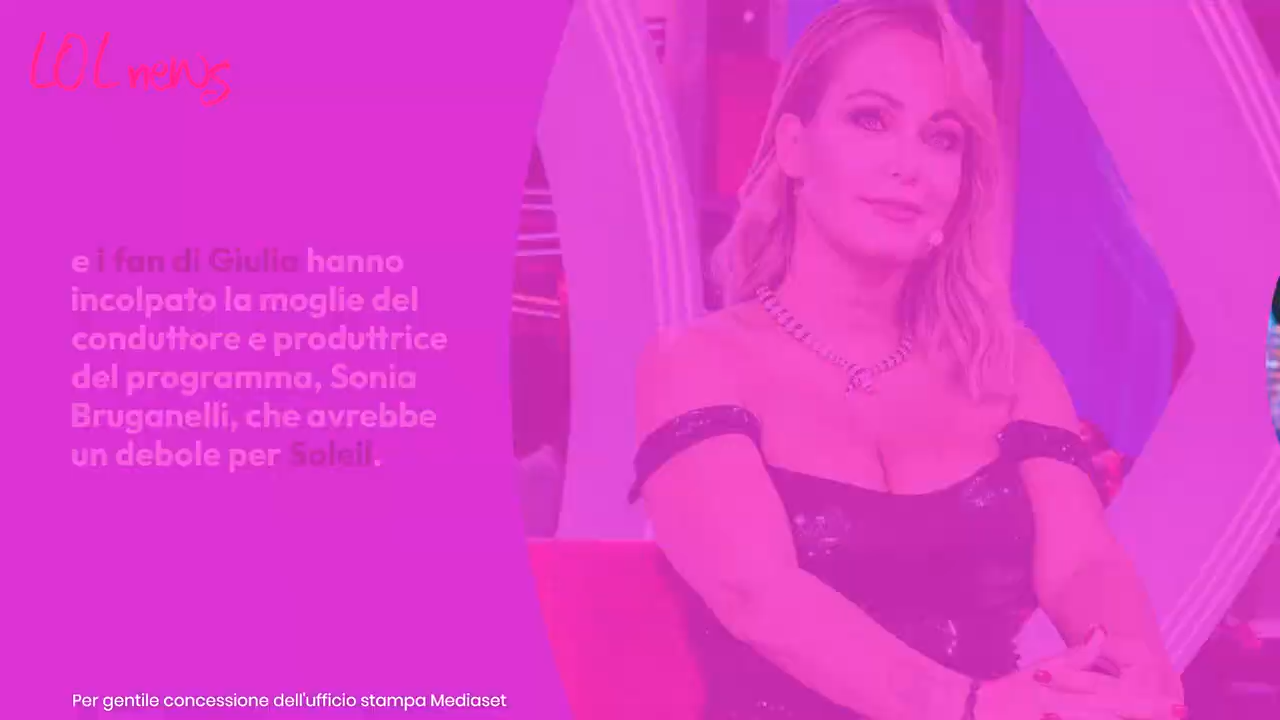 LOL news
e i fan di Giulia hanno
incolpato la moglie del
conduttore e produttrice
del programma, Sonia
Bruganelli, che avrebbe
un debole per Soleil.
Per gentile concessione dell'ufficio stampa Mediaset